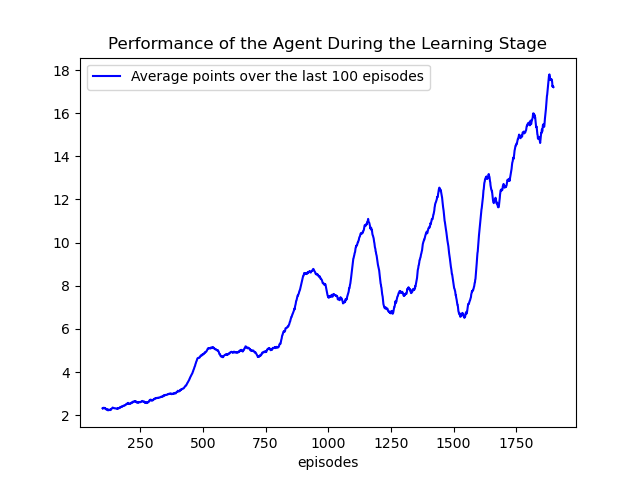 Performance of the Agent During the Learning Stage
Average points over the last 100 episodes
18
16
14
12
10
8
6
4
2
250 500 750 1000 1250 1500 1750
episodes